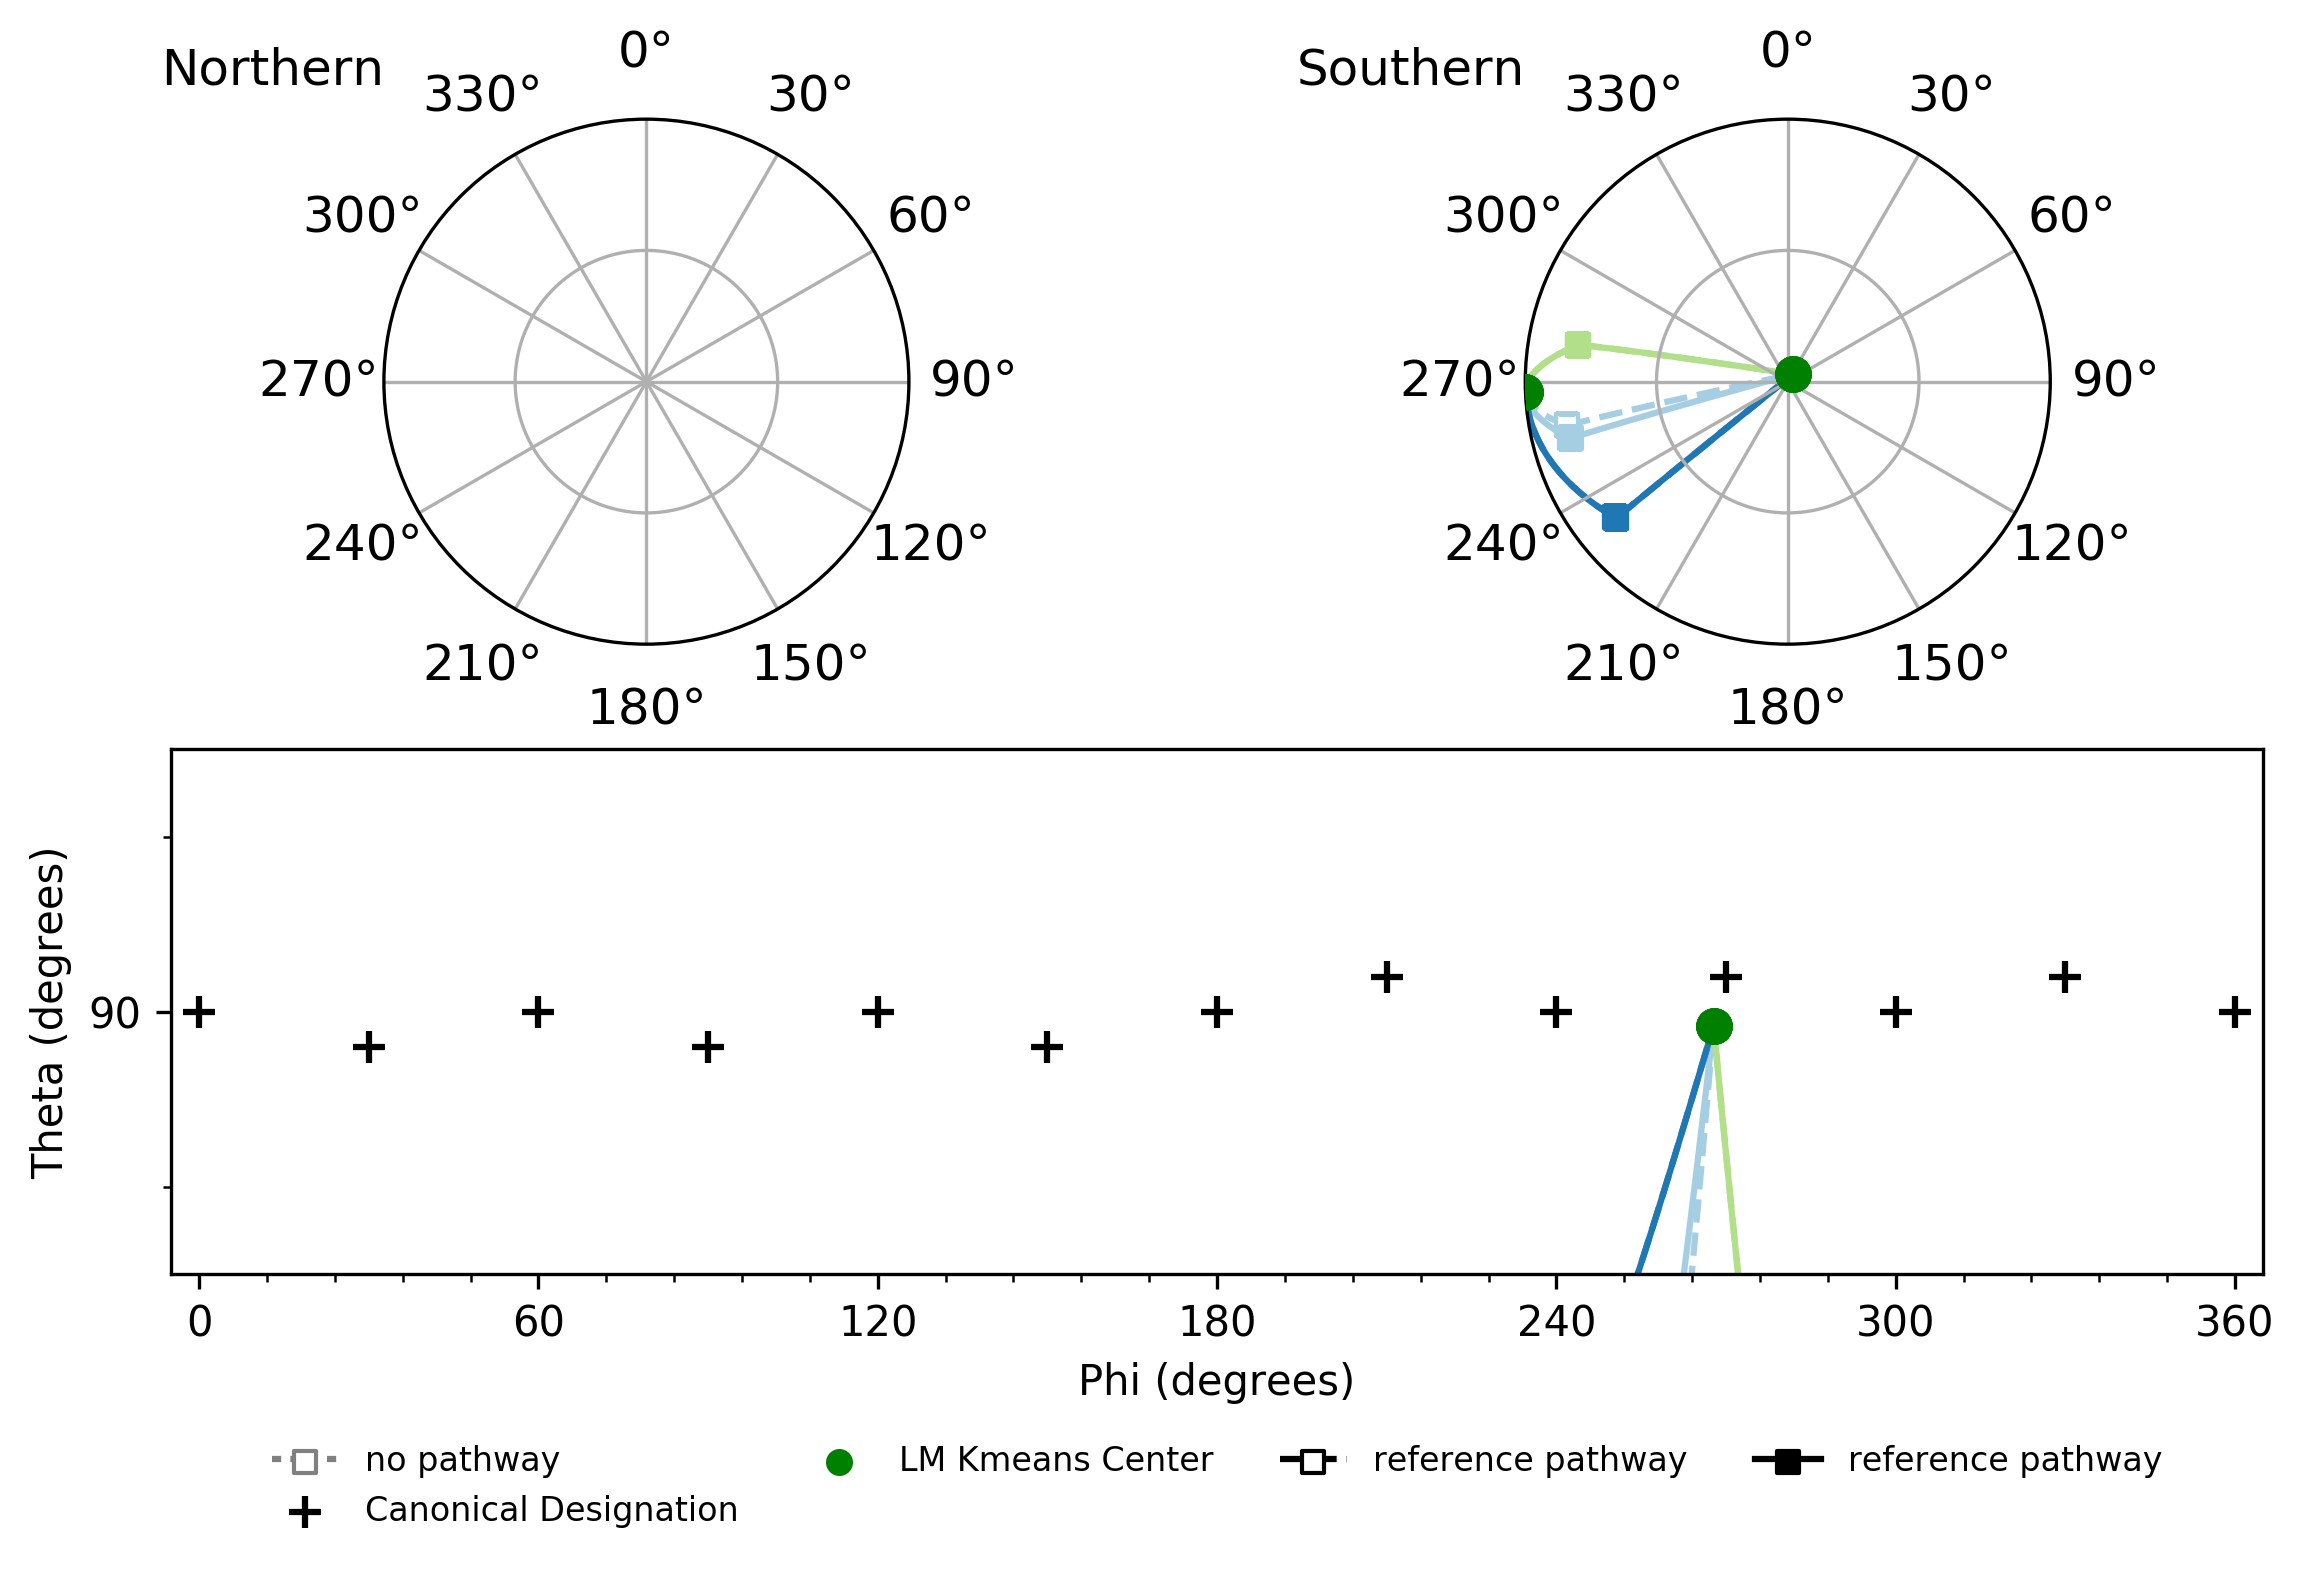 Northern
0°
30°
60°
90°
120°
150°
180°
210°
240°
270°
300°
330°
Southern
0°
30°
60°
90°
120°
150°
180°
210°
240°
270°
300°
330°
Theta (degrees)
90
0 60 120 180 240 300 360
Phi (degrees)
no pathway
Canonical Designation
LM Kmeans Center
reference pathway
reference pathway